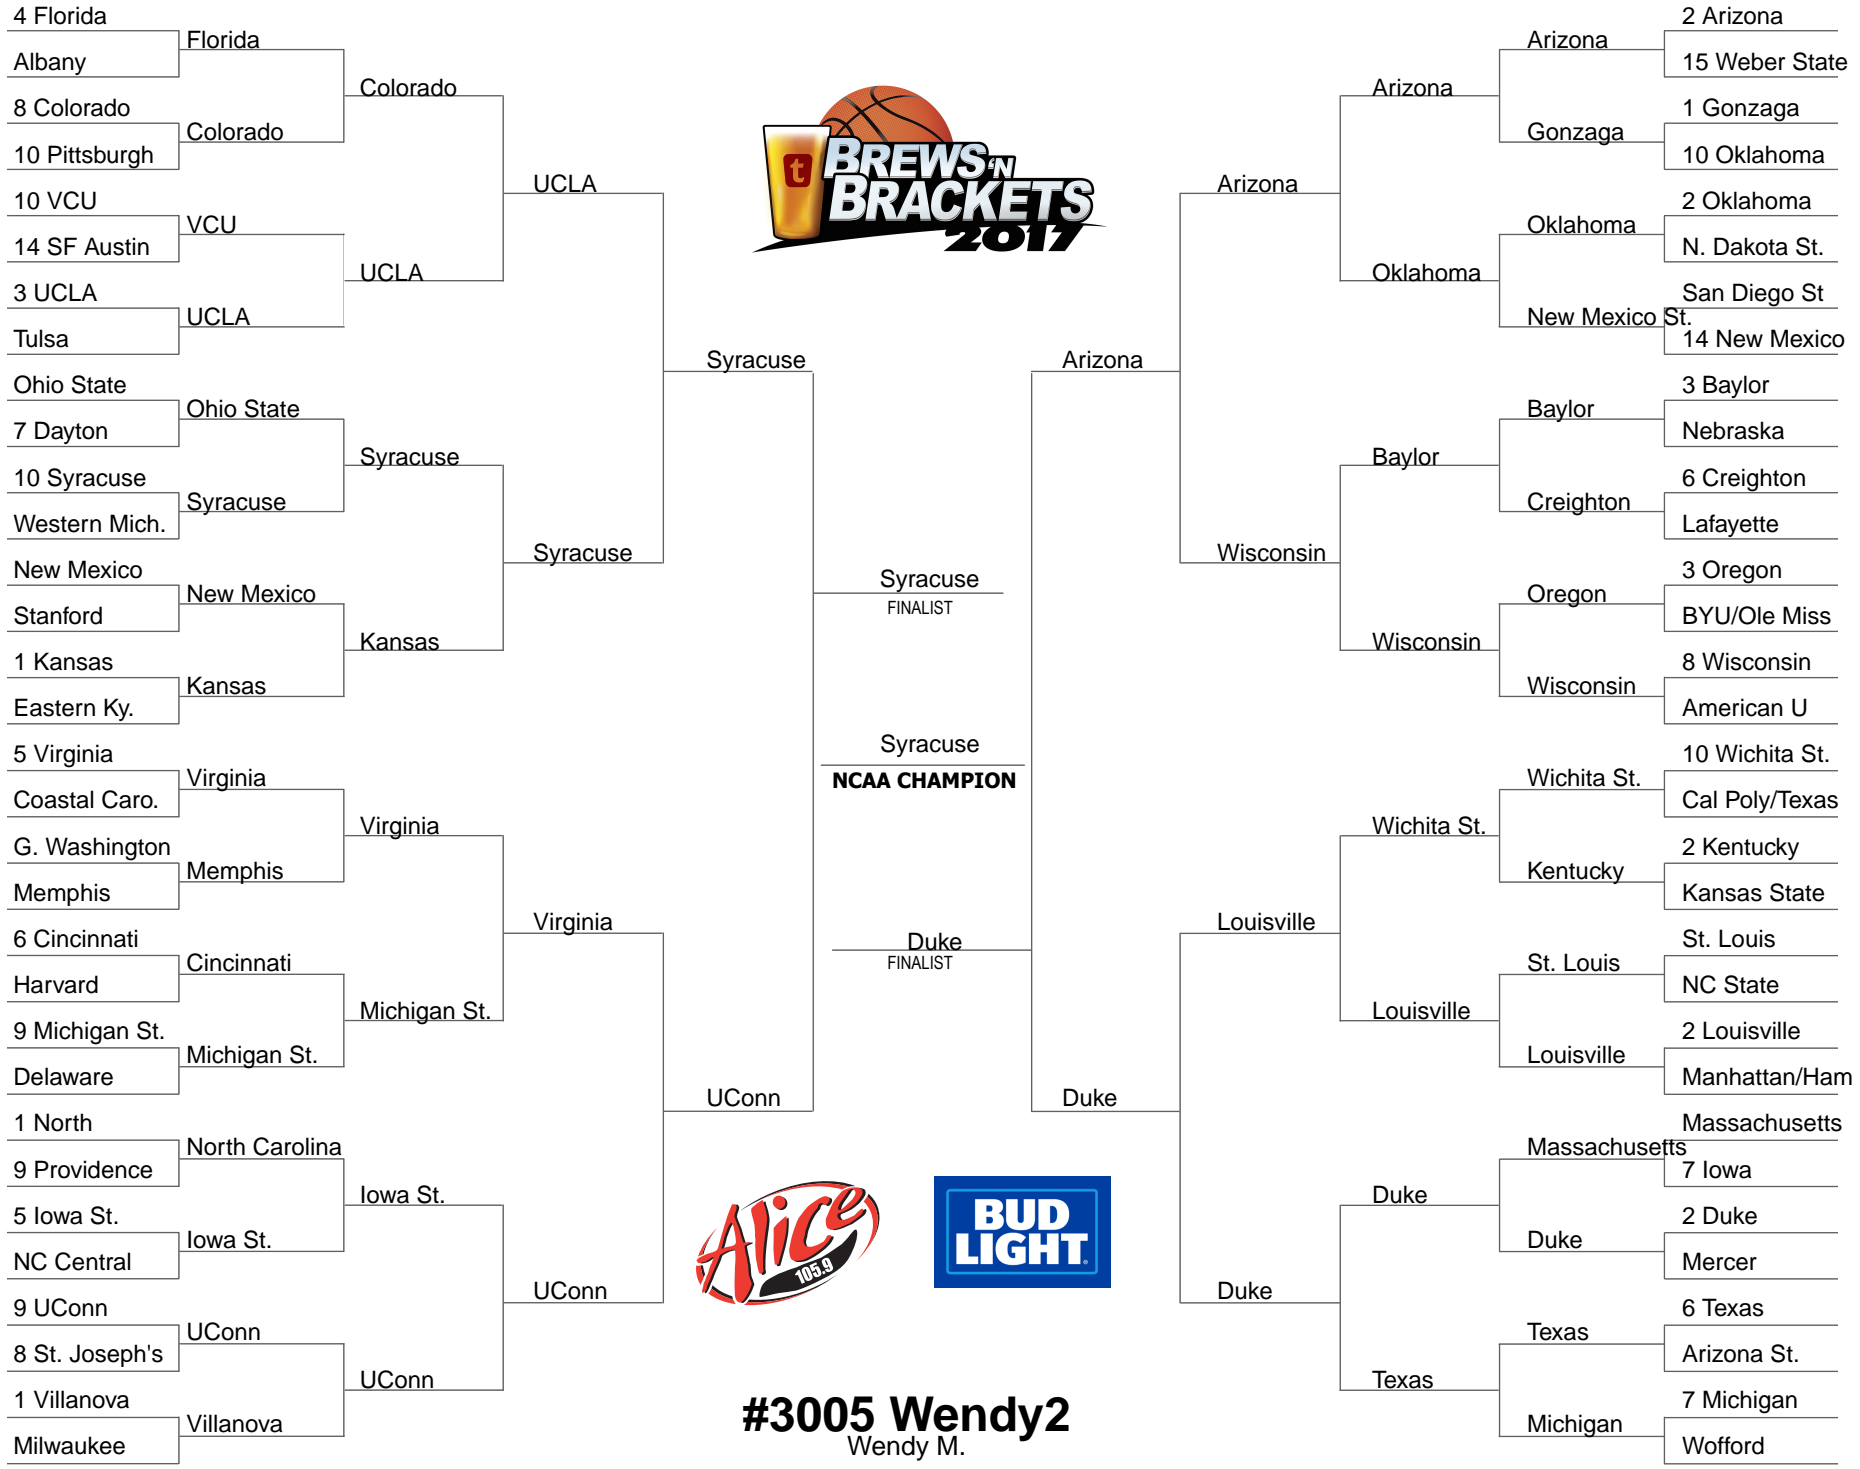 4 Florida
Albany
8 Colorado
10 Pittsburgh
10 VCU
14 SF Austin
3 UCLA
Tulsa
Ohio State
7 Dayton
10 Syracuse
Western Mich.
New Mexico
Stanford
1 Kansas
Eastern Ky.
5 Virginia
Coastal Caro.
G. Washington
Memphis
6 Cincinnati
Harvard
9 Michigan St.
Delaware
1 North
9 Providence
5 Iowa St.
NC Central
9 UConn
8 St. Joseph's
1 Villanova
Milwaukee
Florida
Colorado
VCU
UCLA
Ohio State
Syracuse
New Mexico
Kansas
Virginia
Memphis
Cincinnati
Michigan St.
North Carolina
Iowa St.
UConn
Villanova
Colorado
UCLA
Syracuse
Kansas
Virginia
Michigan St.
Iowa St.
UConn
UCLA
Syracuse
Virginia
UConn
Syracuse
UConn
t
BREWS 'N
BRACKETS
2017
Syracuse
FINALIST
Syracuse
NCAA CHAMPION
Duke
FINALIST
Alice
105.9
BUD
LIGHT
#3005 Wendy2
Wendy M.
Arizona
Duke
Arizona
Wisconsin
Louisville
Duke
Arizona
Oklahoma
Baylor
Wisconsin
Wichita St.
Louisville
Duke
Texas
Arizona
Gonzaga
Oklahoma
New Mexico St.
Baylor
Creighton
Oregon
Wisconsin
Wichita St.
Kentucky
St. Louis
Louisville
Massachusetts
Duke
Texas
Michigan
2 Arizona
15 Weber State
1 Gonzaga
10 Oklahoma
2 Oklahoma
N. Dakota St.
San Diego St
14 New Mexico
3 Baylor
Nebraska
6 Creighton
Lafayette
3 Oregon
BYU/Ole Miss
8 Wisconsin
American U
10 Wichita St.
Cal Poly/Texas
2 Kentucky
Kansas State
St. Louis
NC State
2 Louisville
Manhattan/Ham
Massachusetts
7 Iowa
2 Duke
Mercer
6 Texas
Arizona St.
7 Michigan
Wofford